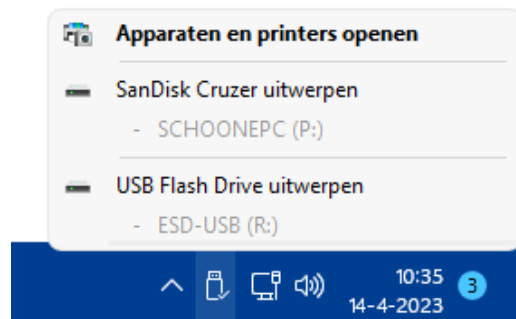 Apparaten en printers openen
SanDisk Cruzer uitwerpen
- SCHOONEPC (P:)
USB Flash Drive uitwerpen
- ESD-USB (R:)
10:35
14-4-2023
3